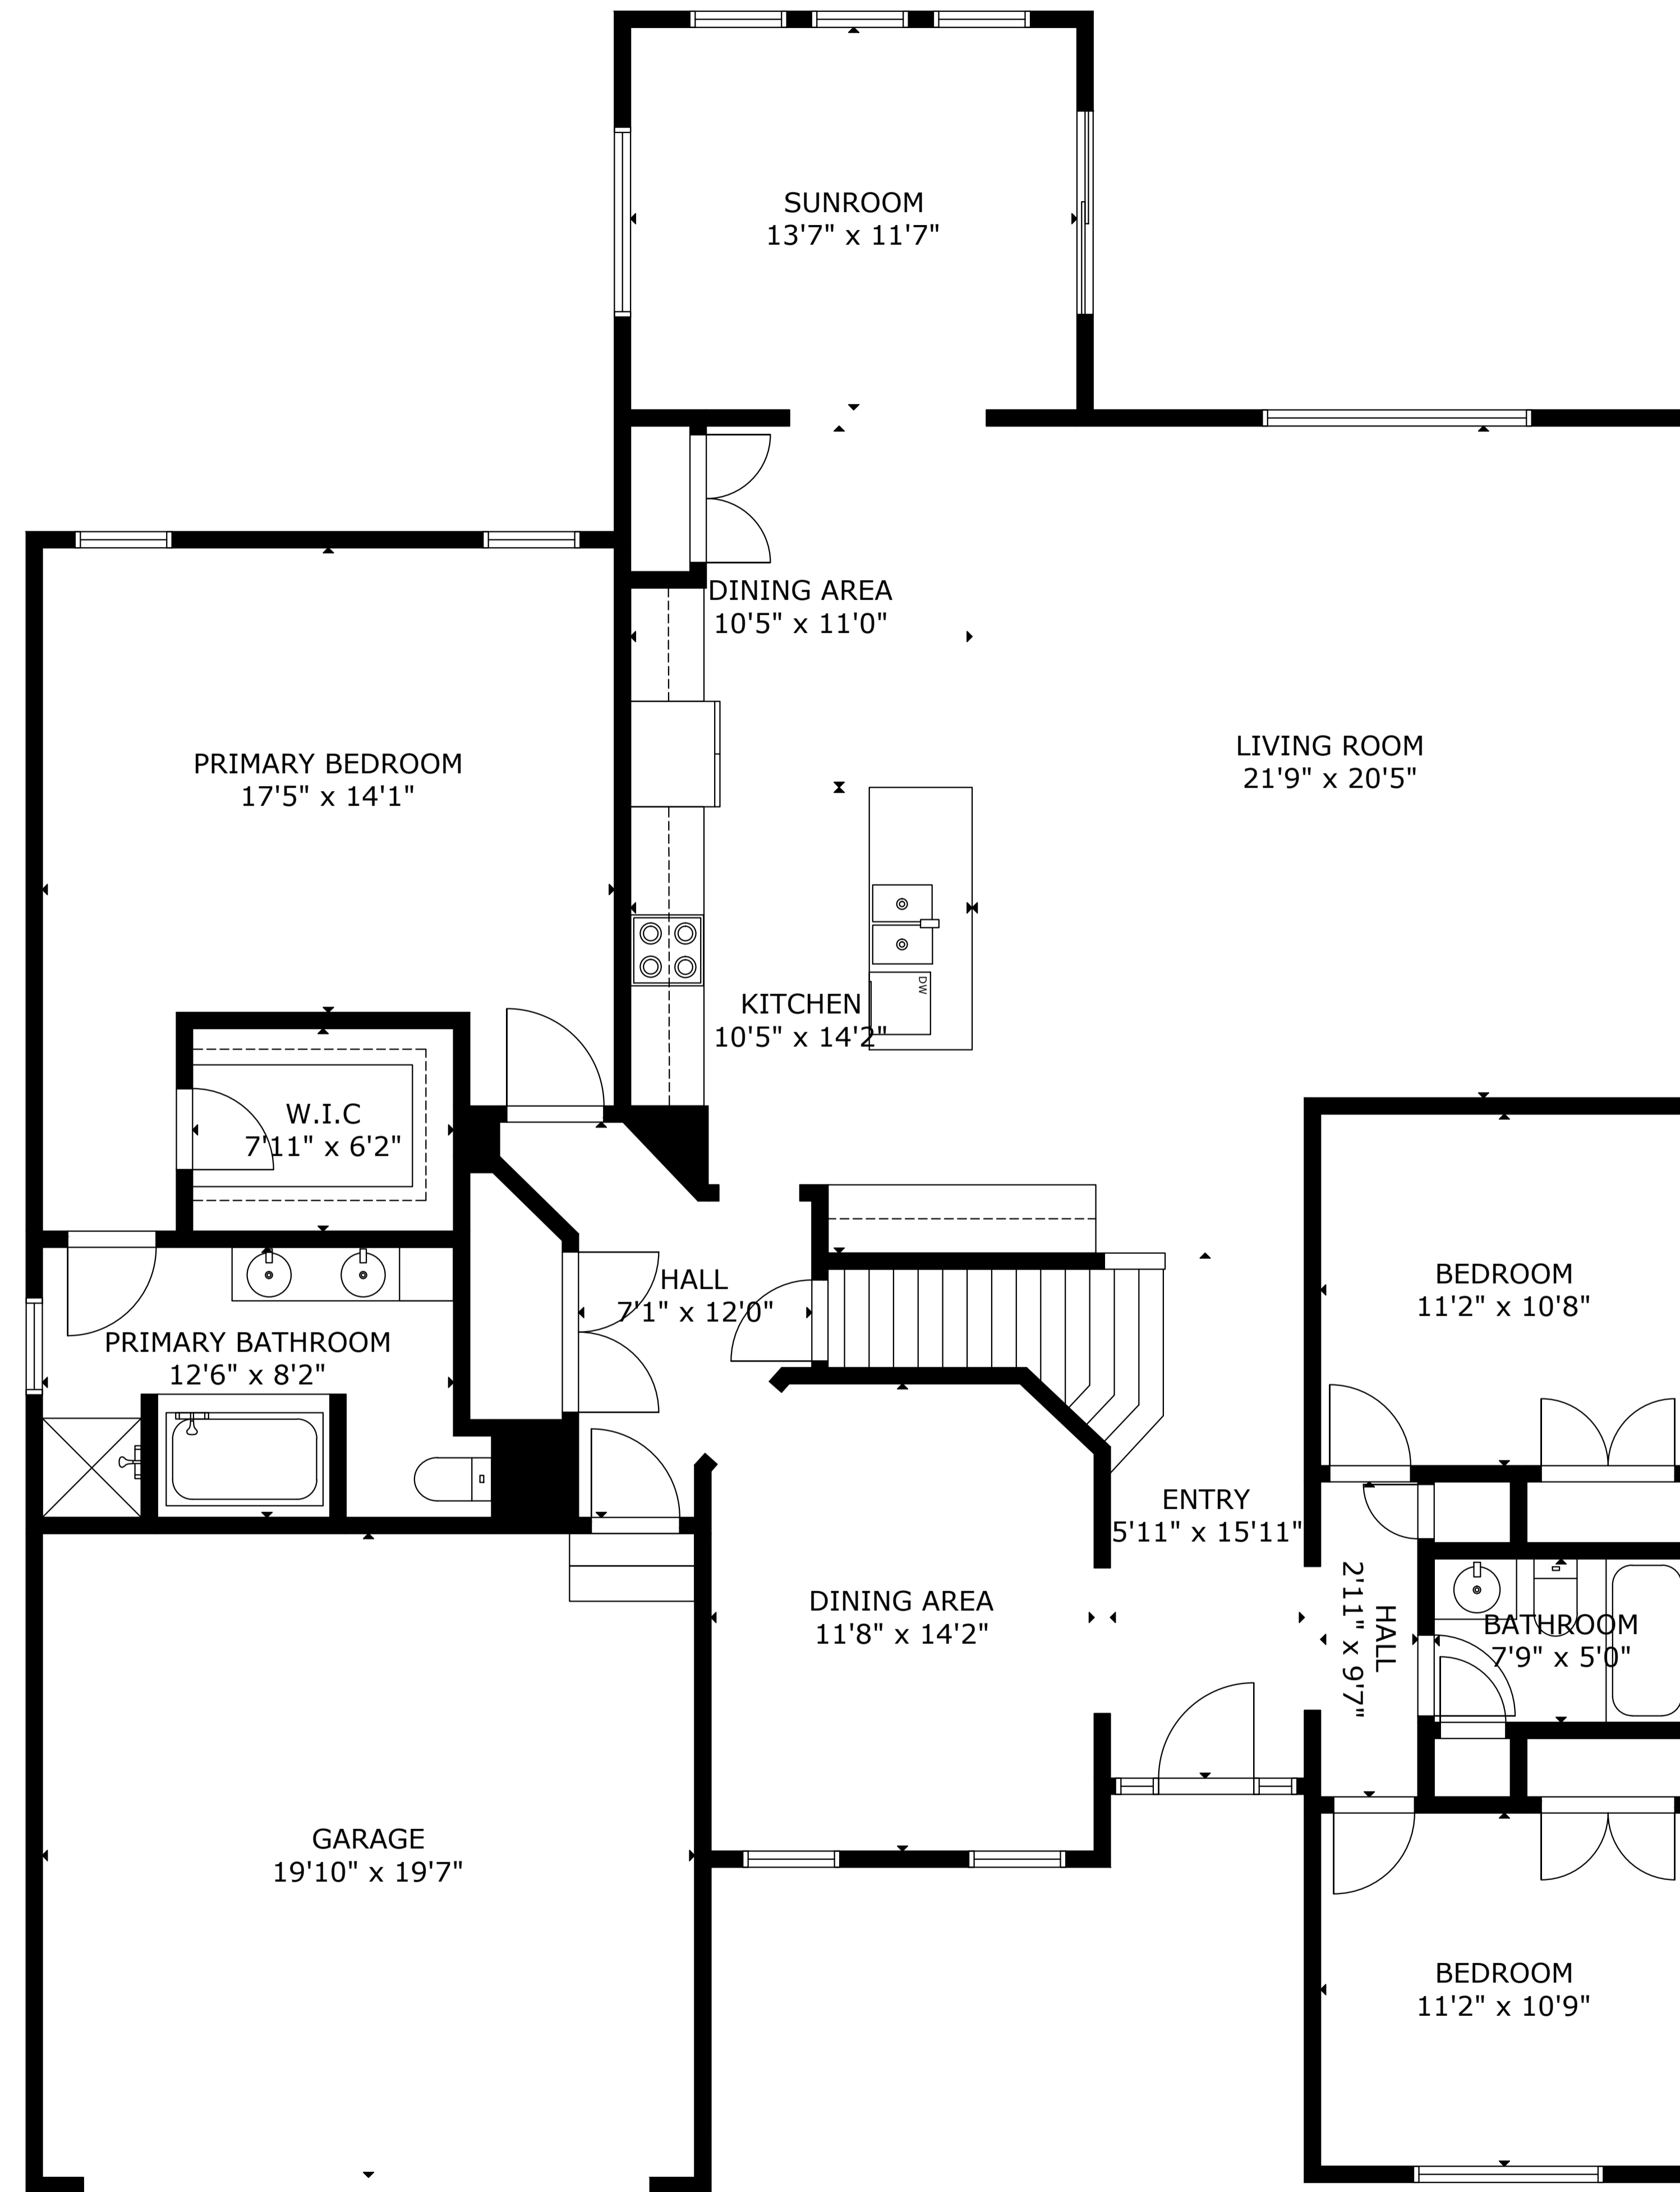 SUNROOM
13'7" x 11'7"
DINING AREA
10'5" x 11'0"
PRIMARY BEDROOM
17'5" x 14'1"
LIVING ROOM
21'9" x 20'5"
DW
KITCHEN
10'5" x 14'2"
W.I.C
7'11" x 6'2"
HALL
7'1" x 12'0"
BEDROOM
11'2" x 10'8"
PRIMARY BATHROOM
12'6" x 8'2"
ENTRY
5'11" x 15'11"
DINING AREA
11'8" x 14'2"
HALL
2'11" x 9'7"
BATHROOM
7'9" x 5'0"
GARAGE
19'10" x 19'7"
BEDROOM
11'2" x 10'9"